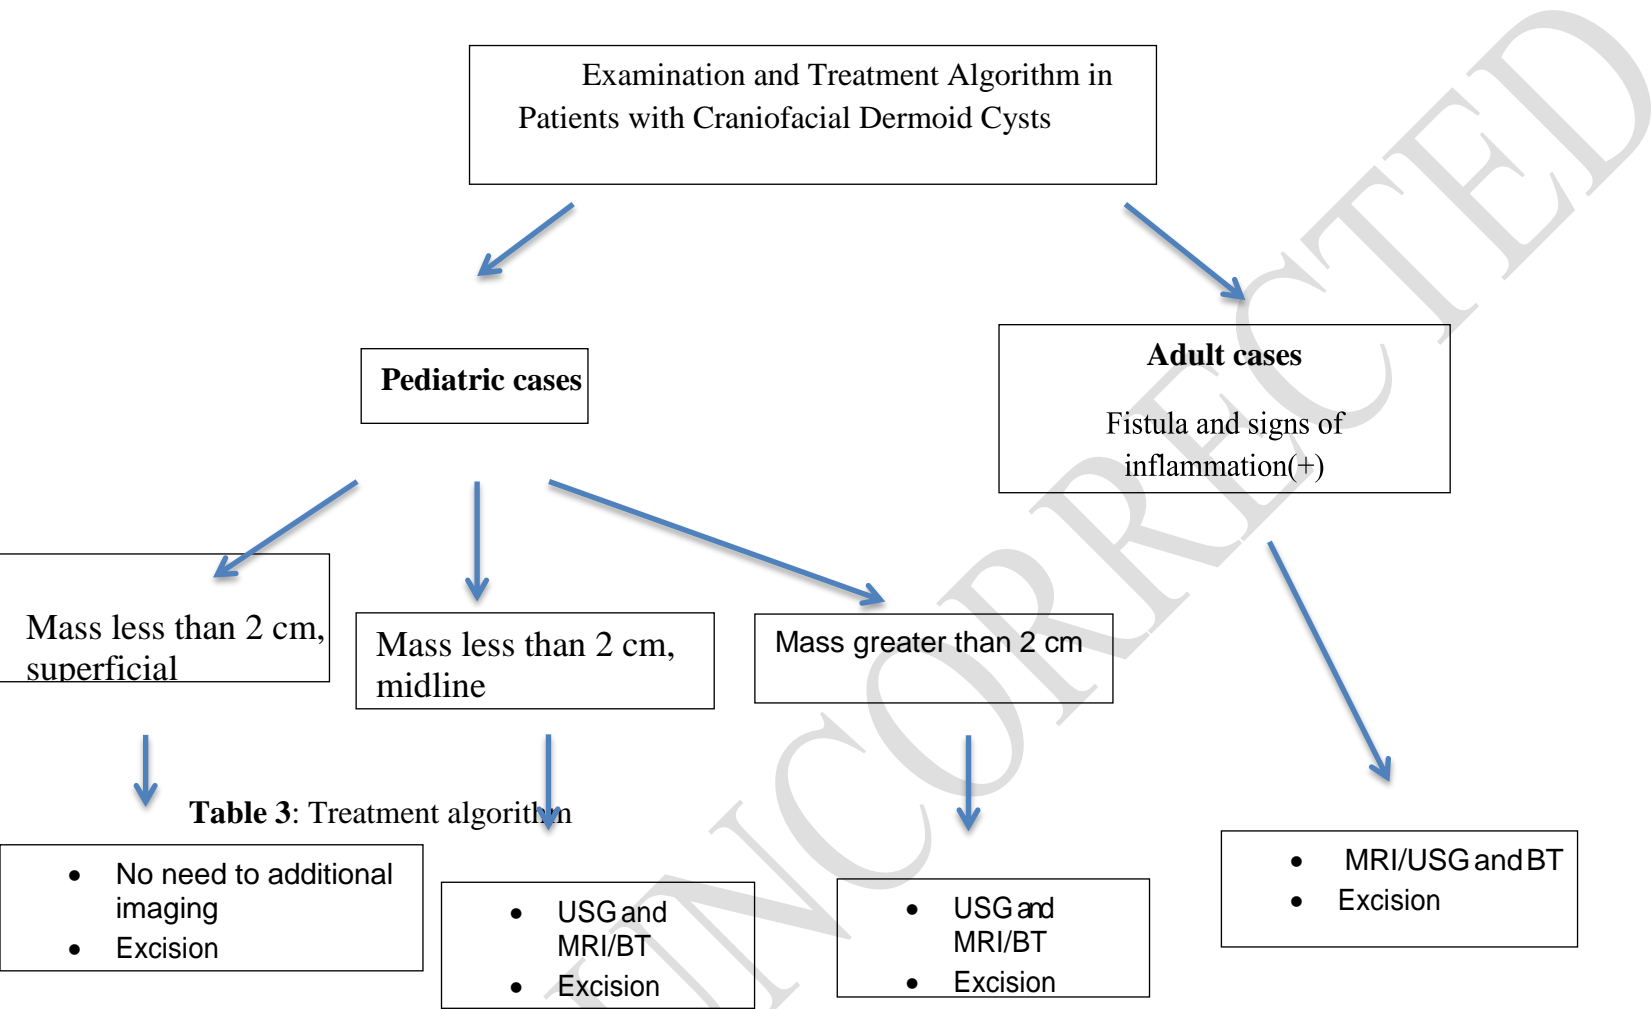 Examination and Treatment Algorithm in
Patients with Craniofacial Dermoid Cysts
Pediatric cases
Adult cases
Fistula and signs of
inflammation(+)
Mass less than 2 cm,
superficial
Mass less than 2 cm,
midline
Mass greater than 2 cm
Table 3: Treatment algorithm
• No need to additional
imaging
• Excision
• USG and
MRI/BT
• Excision
• USG and
MRI/BT
• Excision
• MRI/USG and BT
• Excision
UNCORRECTED